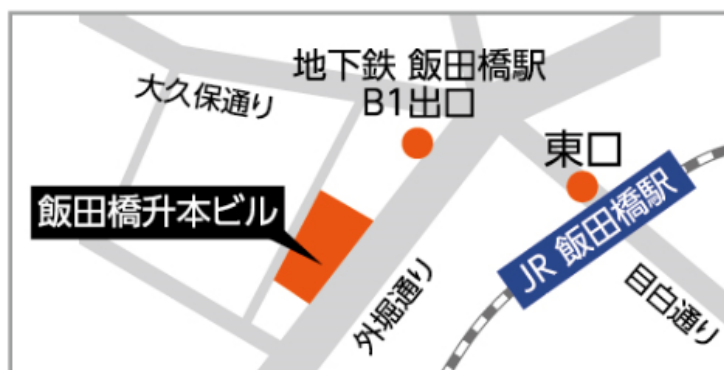 地下鉄 飯田橋駅
B1出口
大久保通り
東口
飯田橋升本ビル
JR 飯田橋駅
外堀通り
目白通り